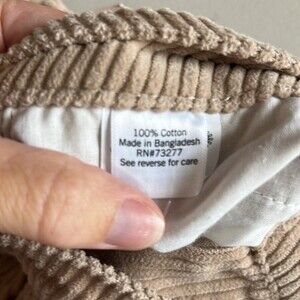 100% Cotton
Made in Bangladesh
RN#73277
See reverse for care